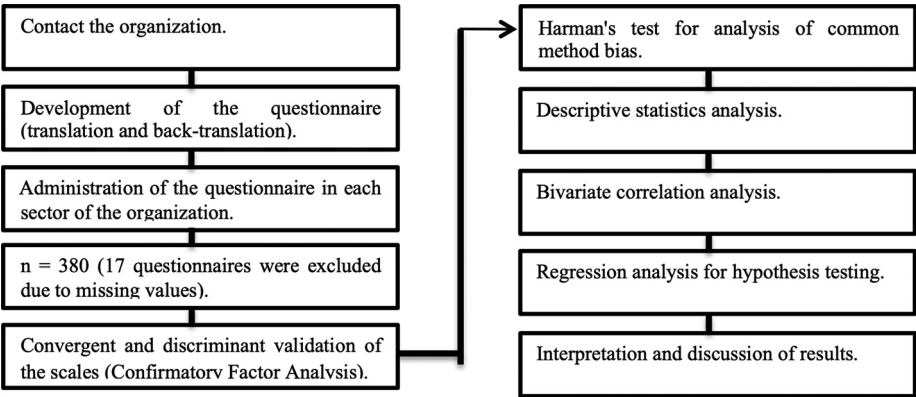 Contact the organization.
Development of the questionnaire
(translation and back-translation).
Administration of the questionnaire in each
sector of the organization.
n = 380 (17 questionnaires were excluded
due to missing values).
Convergent and discriminant validation of
the scales (Confirmatory Factor Analysis).
Harman's test for analysis of common
method bias.
Descriptive statistics analysis.
Bivariate correlation analysis.
Regression analysis for hypothesis testing.
Interpretation and discussion of results.